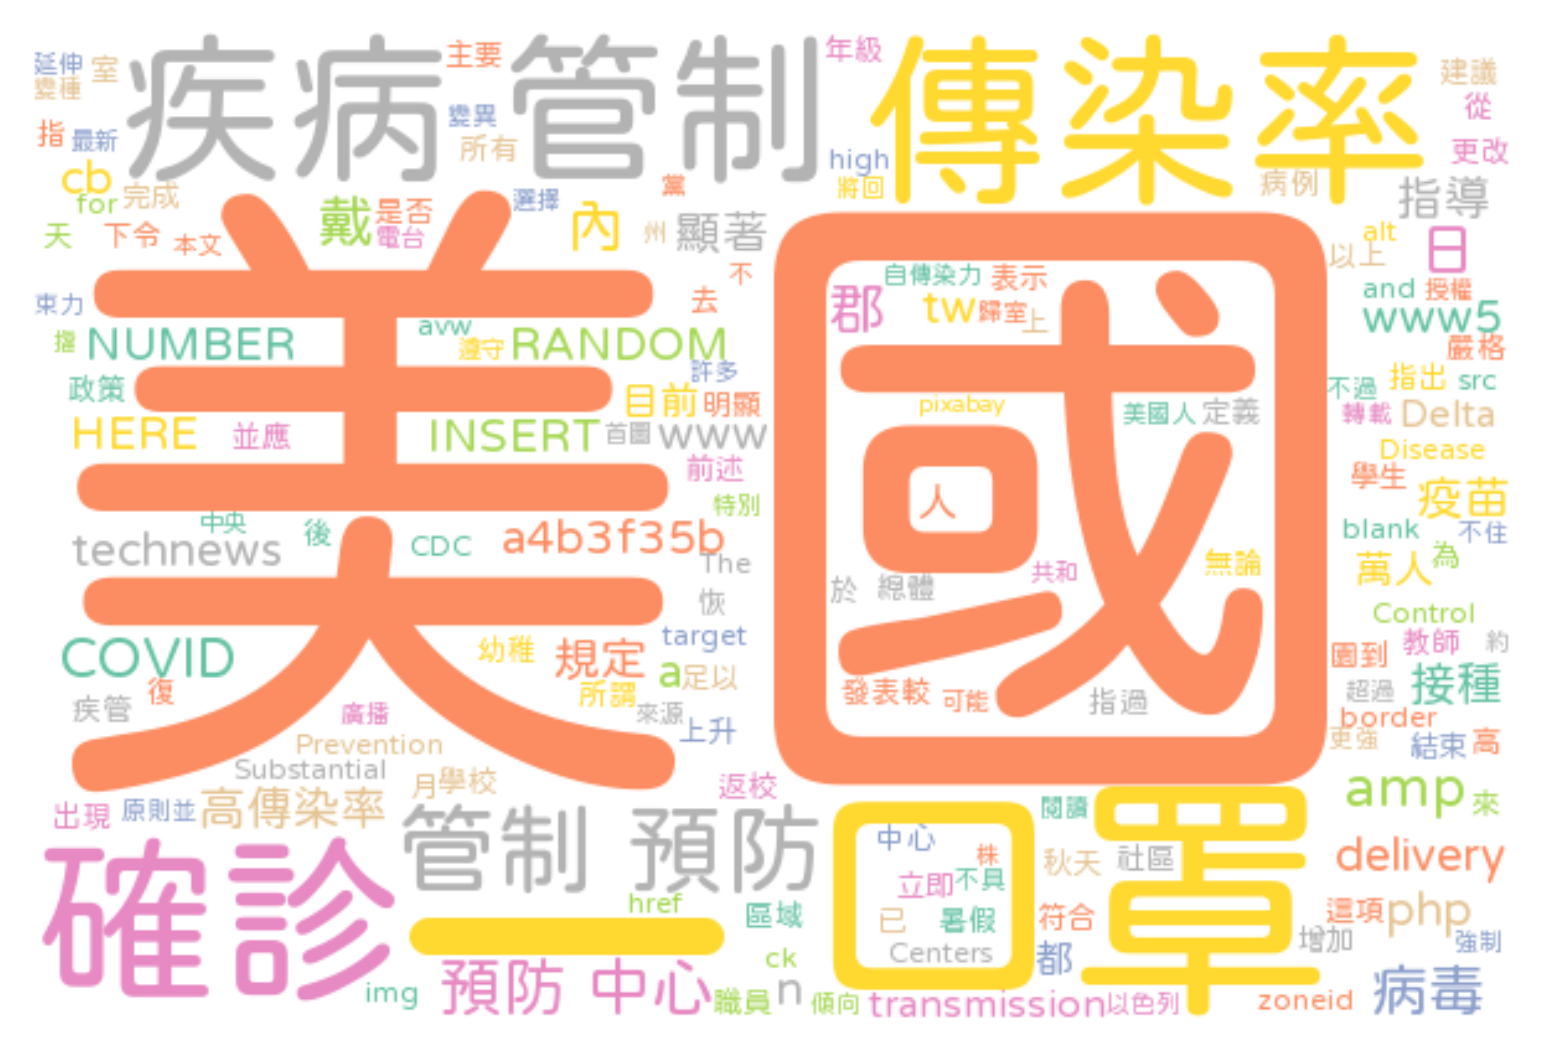 延伸 室 疾病管制 主要 年級 傳染率 建議
變種 變異 從
指 最新 所有 high 更改
cb 完成 黨 將回 病例 指導
for 戴 是否 選擇 內 州 顯著 alt 日
天 下令 本文 電台 不 以上
美國
束力 去 郡 自傳染力 表示 and 授權
NUMBER avw 遵守 RANDOM tw 歸室 上 www5
政策 許多 嚴格
目前 明顯 pixabay 美國人 定義 不過 指出 src
HERE 並應 INSERT 首圖 www 轉載 Delta
前述 人 Disease
特別 學生 疫苗
technews 中央 後 CDC a4b3f35b blank 不住
The 共和 無論 萬人 為
恢 於 總體 Control
COVID 幼稚 規定 target 園到 教師 約
疾管 復 所謂 a 足以 發表較 可能 指過 超過 接種
廣播 來源 上升 border
Prevention 更強 結束 高
Substantial 月 學校 返校 amp 來
出現 原則並 高傳染率 閱讀
確診 管制 預防 口罩 中心 株 秋天 社區 delivery
一 href 立即 不具
區域 已 暑假 符合 這項 php
ck Centers 都 增加 強制
img 預防 中心 職員 n 傾向 transmission 以色列 zoneid 病毒